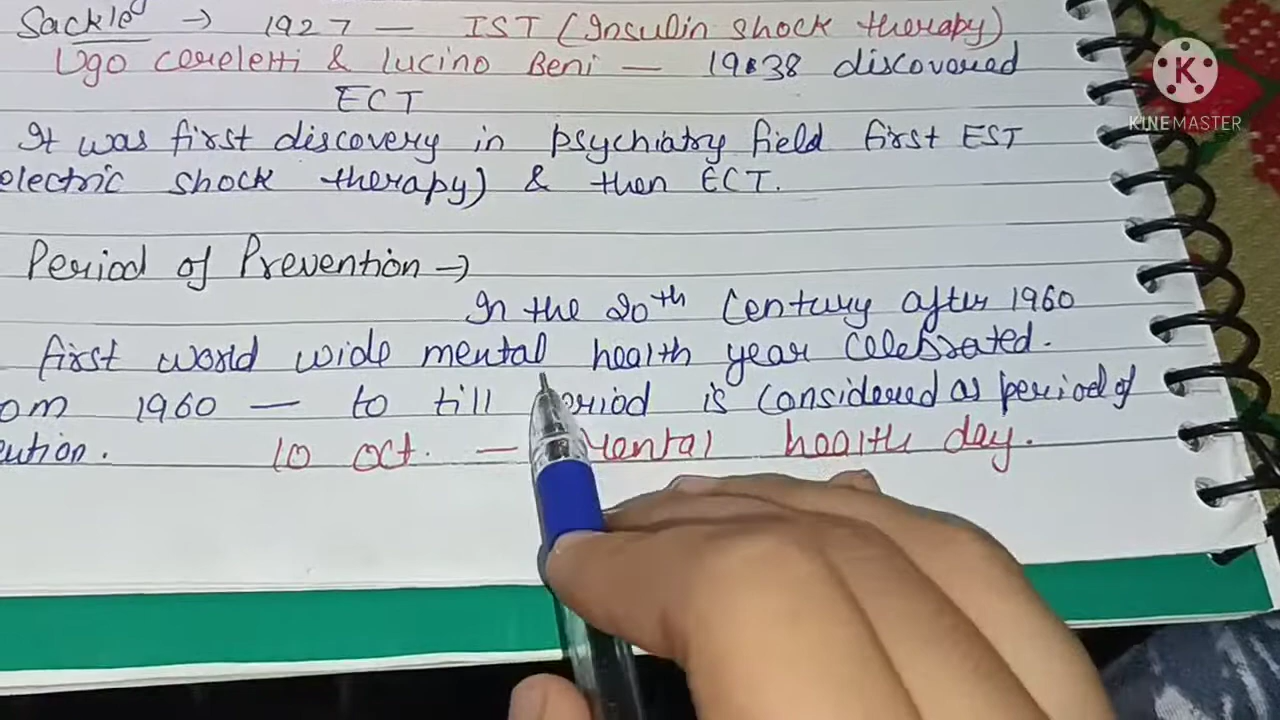 Sackle → 1927 — IST (Insulin shock therapy)
Ugo cereletti & Lucino Beni — 1938 discovered
ECT
It was first discovery in psychiatry field first EST
electric shock therapy) & then ECT.
Period of Prevention →
In the 20th Century after 1960
first world wide mental health year celebrated.
om 1960 — to till period is considered as period of
ution. 10 Oct. — Mental health day.
K
KINEMASTER